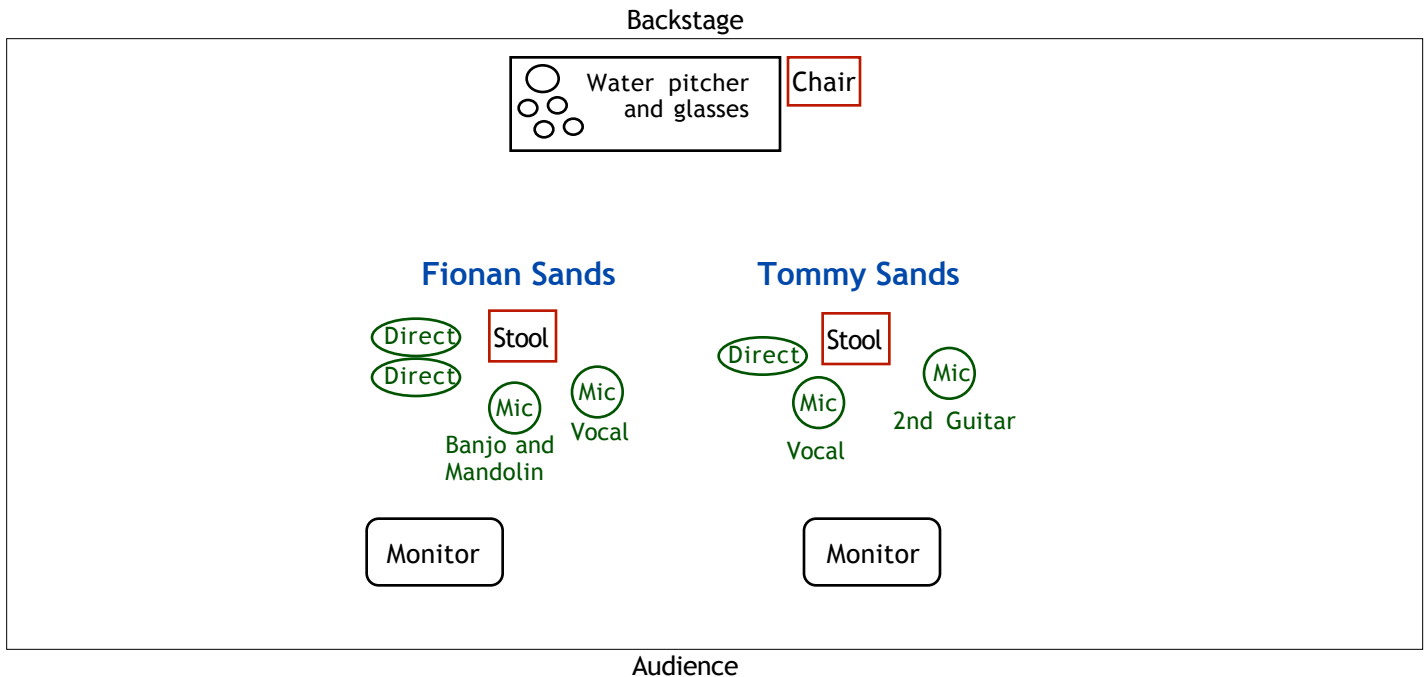 Backstage
Water pitcher
and glasses
Chair
Fionan Sands
Tommy Sands
Direct
Stool
Direct
Stool
Direct
Mic
Mic
Mic
Mic
Banjo and
Mandolin
Vocal
Vocal
2nd Guitar
Monitor
Monitor
Audience